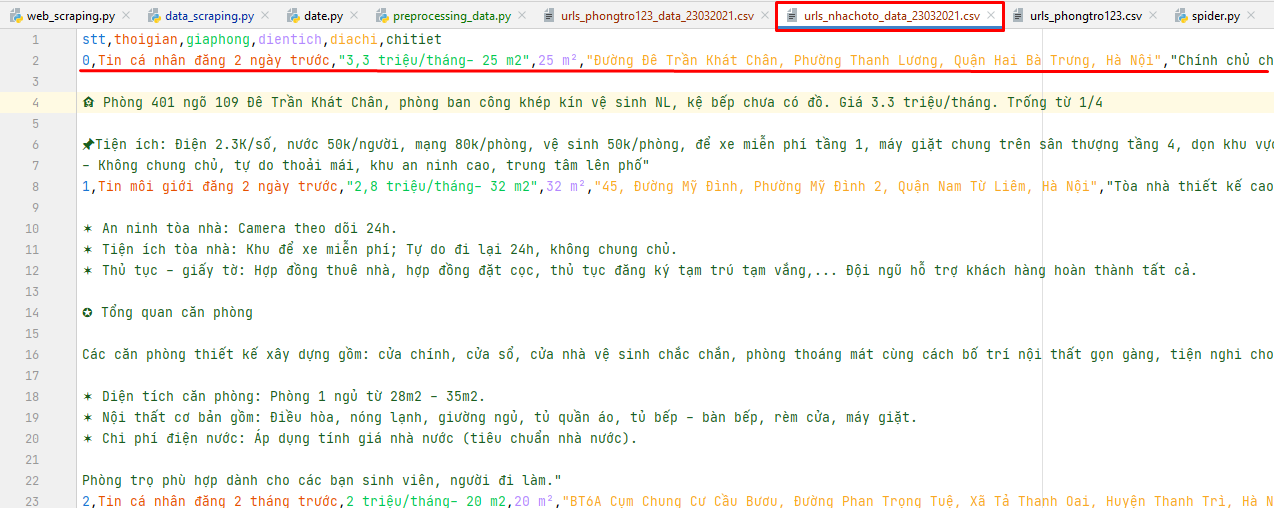 web_scraping.py data_scraping.py date.py preprocessing_data.py urls_phongtro123_data_23032021.csv urls_nhachoto_data_23032021.csv urls_phongtro123.csv spider.py
1 stt,thoigian,giaphong,dientich,diachi,chitiet
2 0,Tin cá nhân đăng 2 ngày trước,"3,3 triệu/tháng- 25 m2",25 m²,"Đường Đê Trần Khát Chân, Phường Thanh Lương, Quận Hai Bà Trưng, Hà Nội","Chính chủ ch
3
4 Phòng 401 ngõ 109 Đê Trần Khát Chân, phòng ban công khép kín vệ sinh NL, kệ bếp chưa có đồ. Giá 3.3 triệu/tháng. Trống từ 1/4
5
6 📌Tiện ích: Điện 2.3K/số, nước 50k/người, mạng 80k/phòng, vệ sinh 50k/phòng, để xe miễn phí tầng 1, máy giặt chung trên sân thượng tầng 4, dọn khu vực
7 – Không chung chủ, tự do thoải mái, khu an ninh cao, trung tâm lên phố"
8 1,Tin môi giới đăng 2 ngày trước,"2,8 triệu/tháng- 32 m2",32 m²,"45, Đường Mỹ Đình, Phường Mỹ Đình 2, Quận Nam Từ Liêm, Hà Nội","Tòa nhà thiết kế cao
9
10 ✶ An ninh tòa nhà: Camera theo dõi 24h.
11 ✶ Tiện ích tòa nhà: Khu để xe miễn phí; Tự do đi lại 24h, không chung chủ.
12 ✶ Thủ tục – giấy tờ: Hợp đồng thuê nhà, hợp đồng đặt cọc, thủ tục đăng ký tạm trú tạm vắng,... Đội ngũ hỗ trợ khách hàng hoàn thành tất cả.
13
14 ✪ Tổng quan căn phòng
15
16 Các căn phòng thiết kế xây dựng gồm: cửa chính, cửa sổ, cửa nhà vệ sinh chắc chắn, phòng thoáng mát cùng cách bố trí nội thất gọn gàng, tiện nghi cho
17
18 ✶ Diện tích căn phòng: Phòng 1 ngủ từ 28m2 – 35m2.
19 ✶ Nội thất cơ bản gồm: Điều hòa, nóng lạnh, giường ngủ, tủ quần áo, tủ bếp – bàn bếp, rèm cửa, máy giặt.
20 ✶ Chi phí điện nước: Áp dụng tính giá nhà nước (tiêu chuẩn nhà nước).
21
22 Phòng trọ phù hợp dành cho các bạn sinh viên, người đi làm."
23 2,Tin cá nhân đăng 2 tháng trước,2 triệu/tháng- 20 m2,20 m²,"BT6A Cụm Chung Cư Cầu Bươu, Đường Phan Trọng Tuệ, Xã Tả Thanh Oai, Huyện Thanh Trì, Hà N